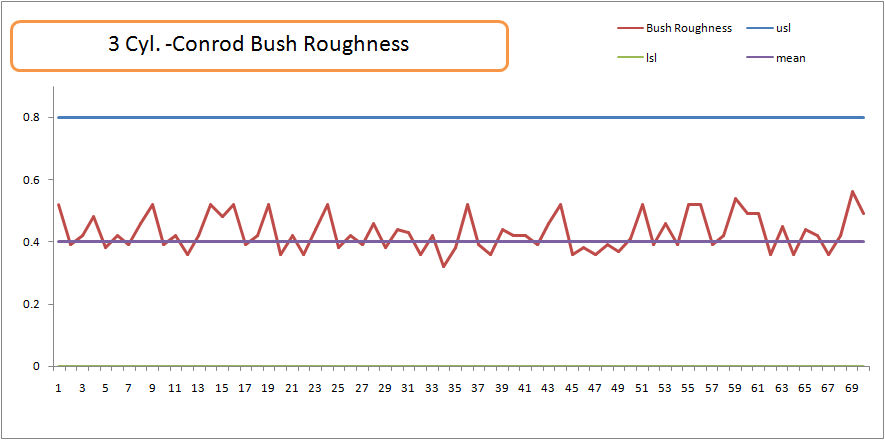 3 Cyl. -Conrod Bush Roughness
Bush Roughness usl
lsl mean
0.8
0.6
0.4
0.2
0
1 3 5 7 9 11 13 15 17 19 21 23 25 27 29 31 33 35 37 39 41 43 45 47 49 51 53 55 57 59 61 63 65 67 69